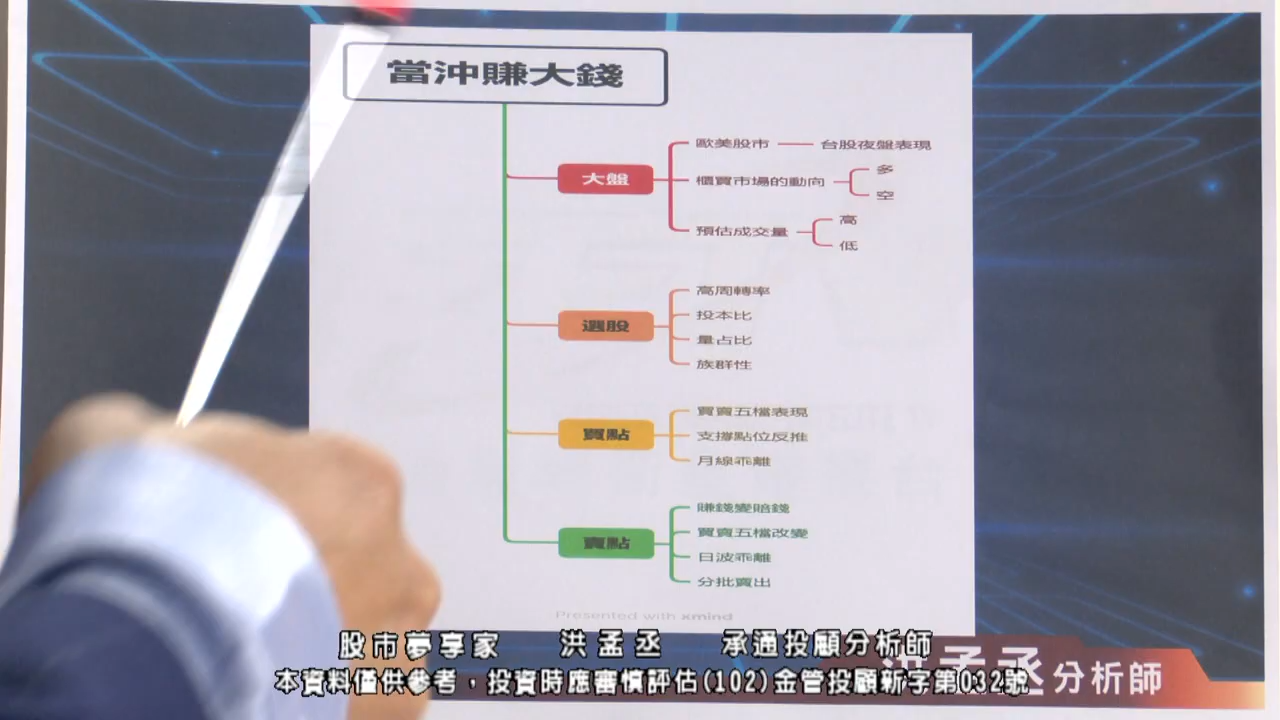 當沖賺大錢
大盤
歐美股市
台股夜盤表現
櫃買市場的動向
多
空
預估成交量
高
低
選股
高周轉率
投本比
量占比
族群性
買點
買賣五檔表現
支撐點位反推
月線乖離
賣點
賺錢變賠錢
買賣五檔改變
日波乖離
分批賣出
Presented with xmind
股市夢享家 洪孟丞 承通投顧分析師
洪孟丞分析師
本資料僅供參考,投資時應審慎評估(102)金管投顧新字第032號